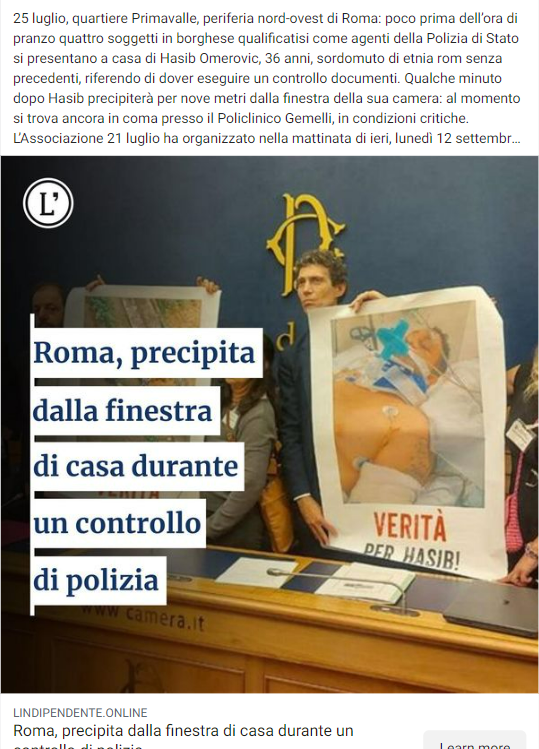 25 luglio, quartiere Primavalle, periferia nord-ovest di Roma: poco prima dell'ora di
pranzo quattro soggetti in borghese qualificatisi come agenti della Polizia di Stato
si presentano a casa di Hasib Omerovic, 36 anni, sordomuto di etnia rom senza
precedenti, riferendo di dover eseguire un controllo documenti. Qualche minuto
dopo Hasib precipiterà per nove metri dalla finestra della sua camera: al momento
si trova ancora in coma presso il Policlinico Gemelli, in condizioni critiche.
L'Associazione 21 luglio ha organizzato nella mattinata di ieri, lunedì 12 settembr...
L'
Roma, precipita
dalla finestra
di casa durante
un controllo
di polizia
VERITÀ
PER HASIB!
www camera.it
LINDIPENDENTE.ONLINE
Roma, precipita dalla finestra di casa durante un
controllo di polizia
Learn more